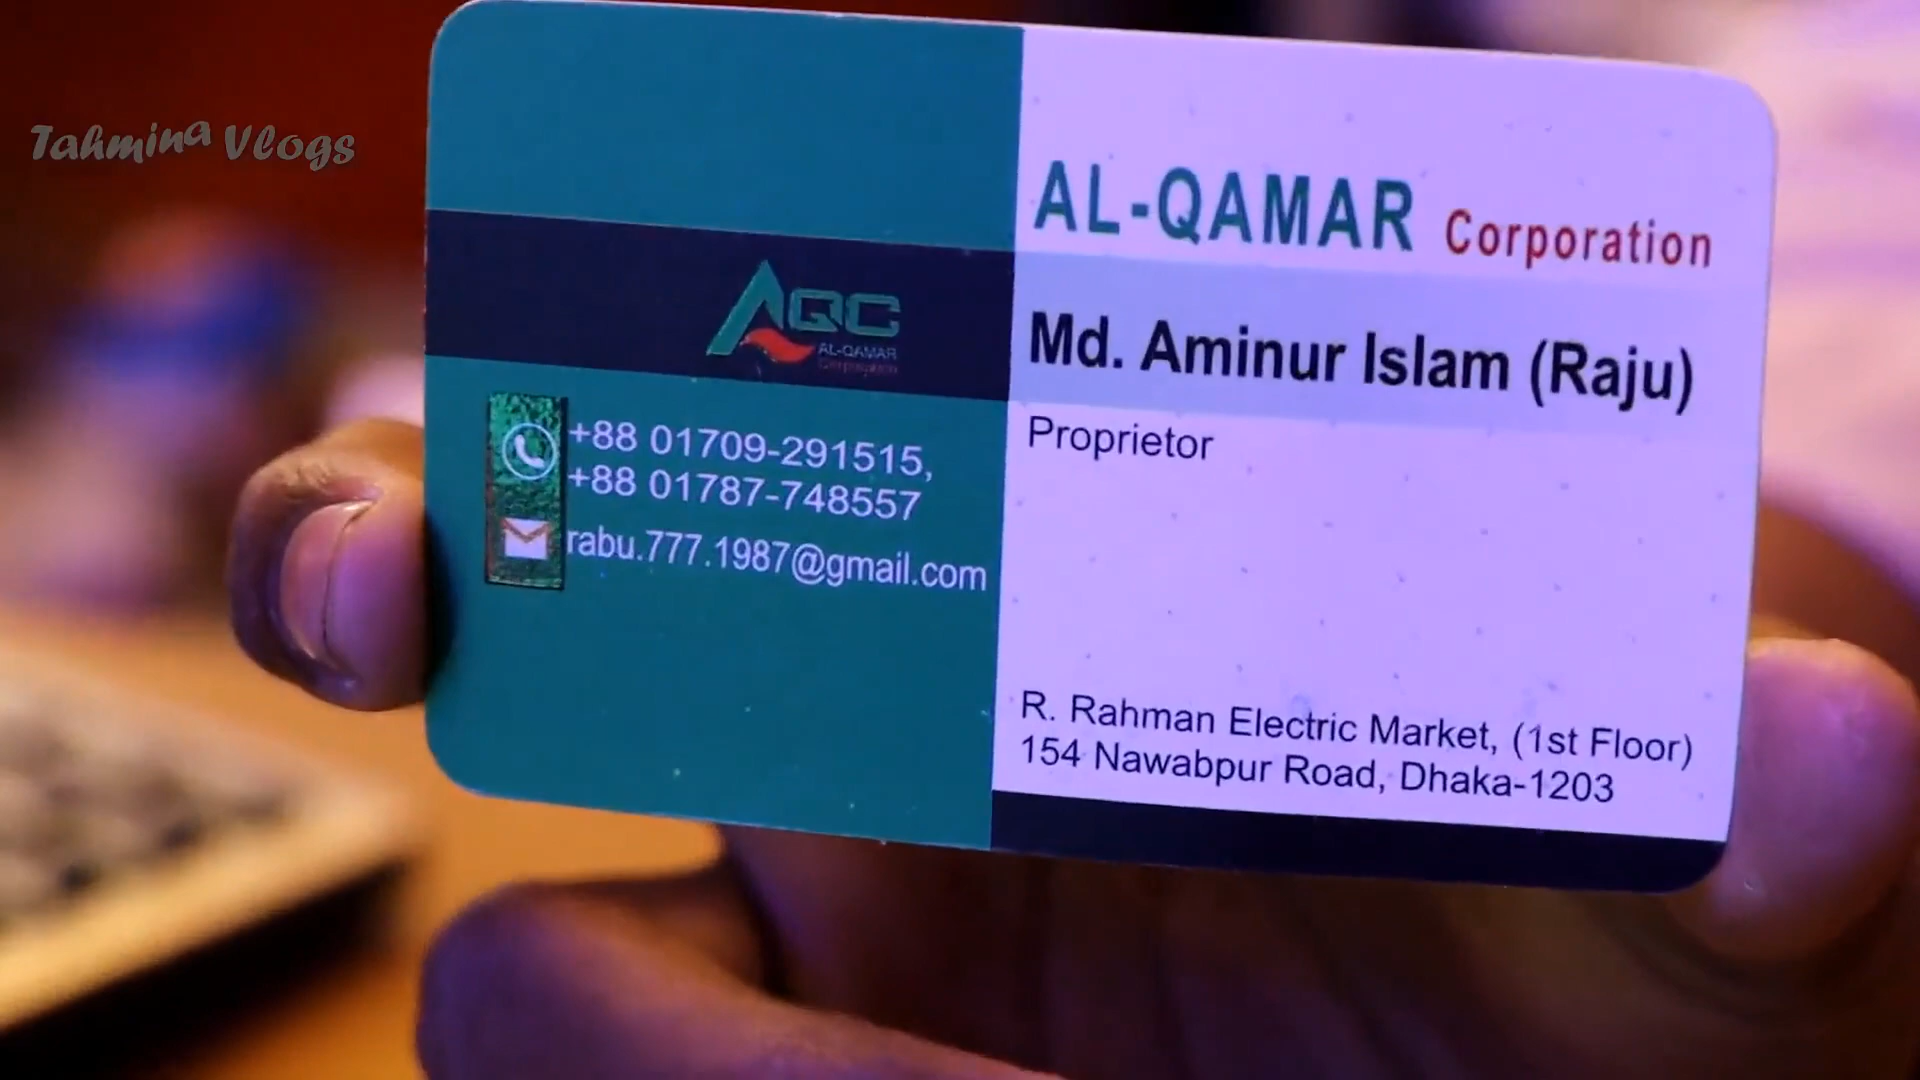 Tahmina Vlogs
AL-QAMAR Corporation
Md. Aminur Islam (Raju)
Proprietor
AQC
AL-QAMAR
Corporation
+88 01709-291515,
+88 01787-748557
rabu.777.1987@gmail.com
R. Rahman Electric Market, (1st Floor)
154 Nawabpur Road, Dhaka-1203